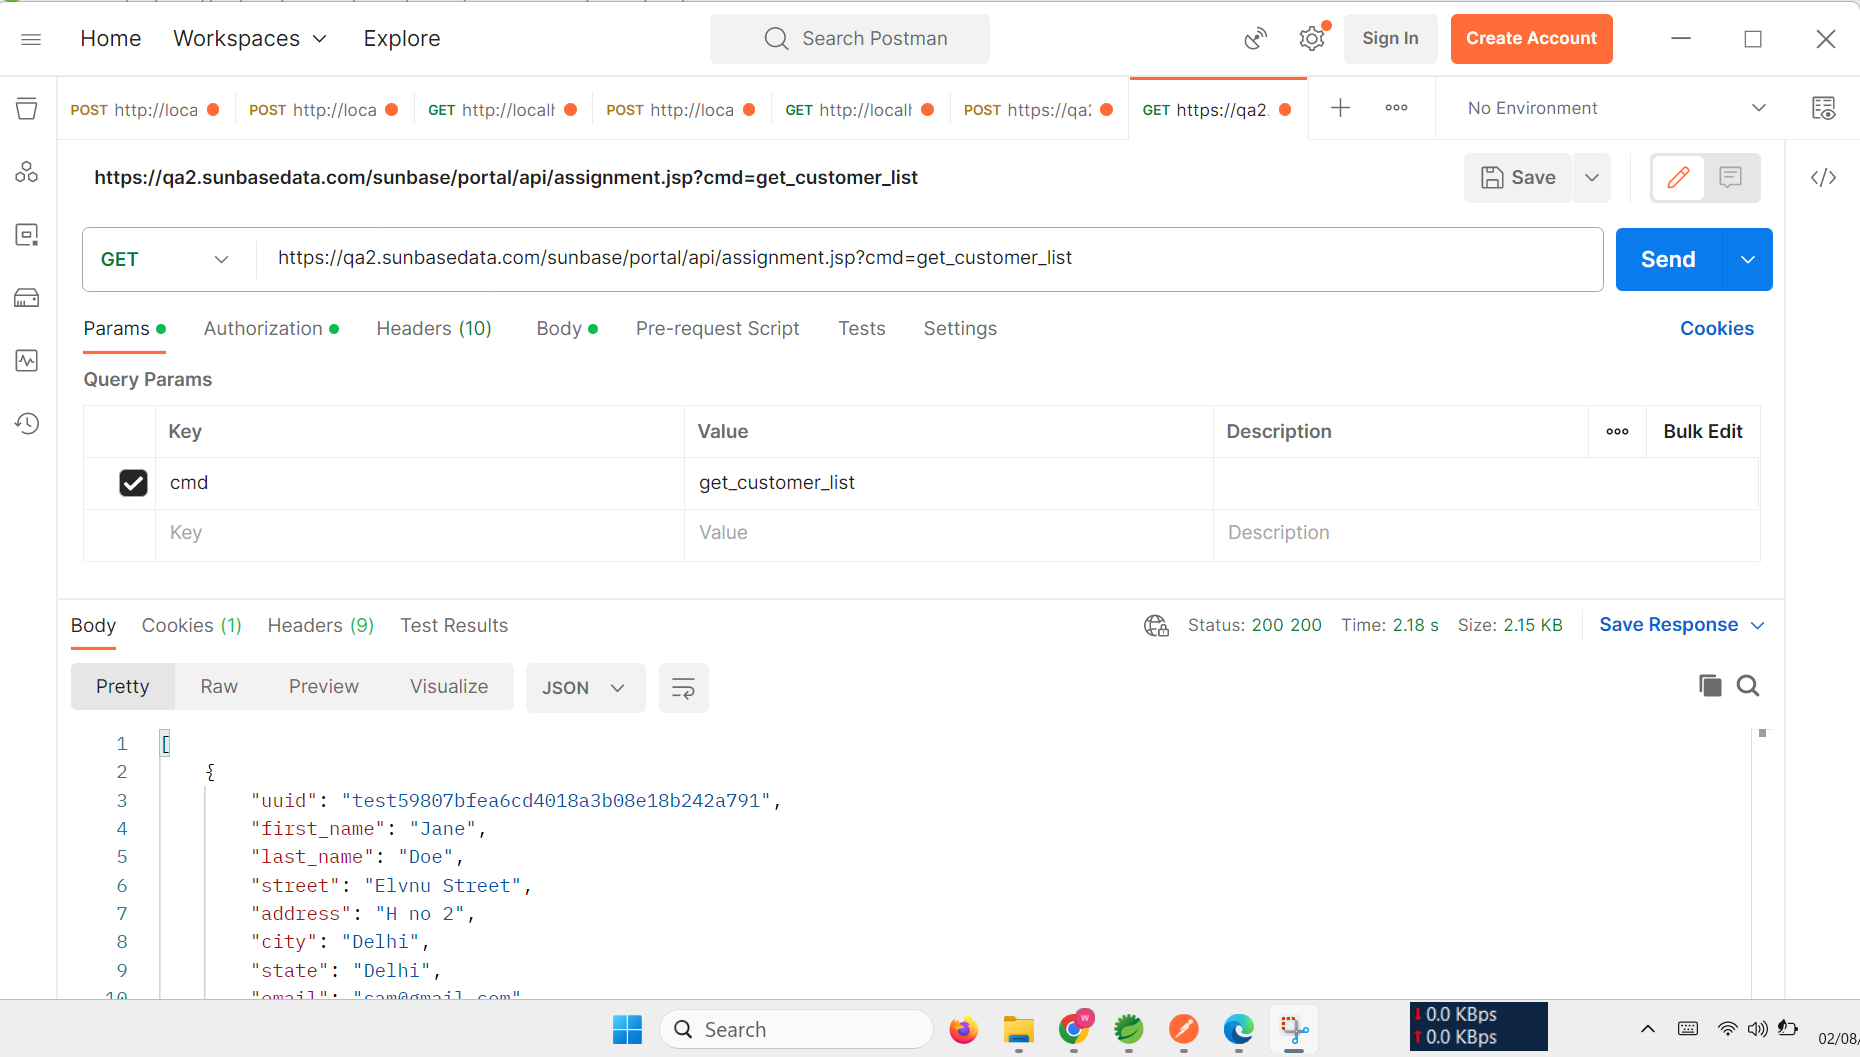 Home Workspaces Explore Search Postman Sign In Create Account
POST http://loca POST http://loca GET http://localh POST http://loca GET http://localh POST https://qa2 GET https://qa2. No Environment
https://qa2.sunbasedata.com/sunbase/portal/api/assignment.jsp?cmd=get_customer_list Save
GET https://qa2.sunbasedata.com/sunbase/portal/api/assignment.jsp?cmd=get_customer_list Send
Params Authorization Headers (10) Body Pre-request Script Tests Settings Cookies
Query Params
Key Value Description Bulk Edit
cmd get_customer_list
Key Value Description
Body Cookies (1) Headers (9) Test Results Status: 200 200 Time: 2.18 s Size: 2.15 KB Save Response
Pretty Raw Preview Visualize JSON
1 [
2 {
3 "uuid": "test59807bfea6cd4018a3b08e18b242a791",
4 "first_name": "Jane",
5 "last_name": "Doe",
6 "street": "Elvnu Street",
7 "address": "H no 2",
8 "city": "Delhi",
9 "state": "Delhi",
10 "email": "sam@gmail.com"
Search W 0.0 KBps
0.0 KBps
02/08/